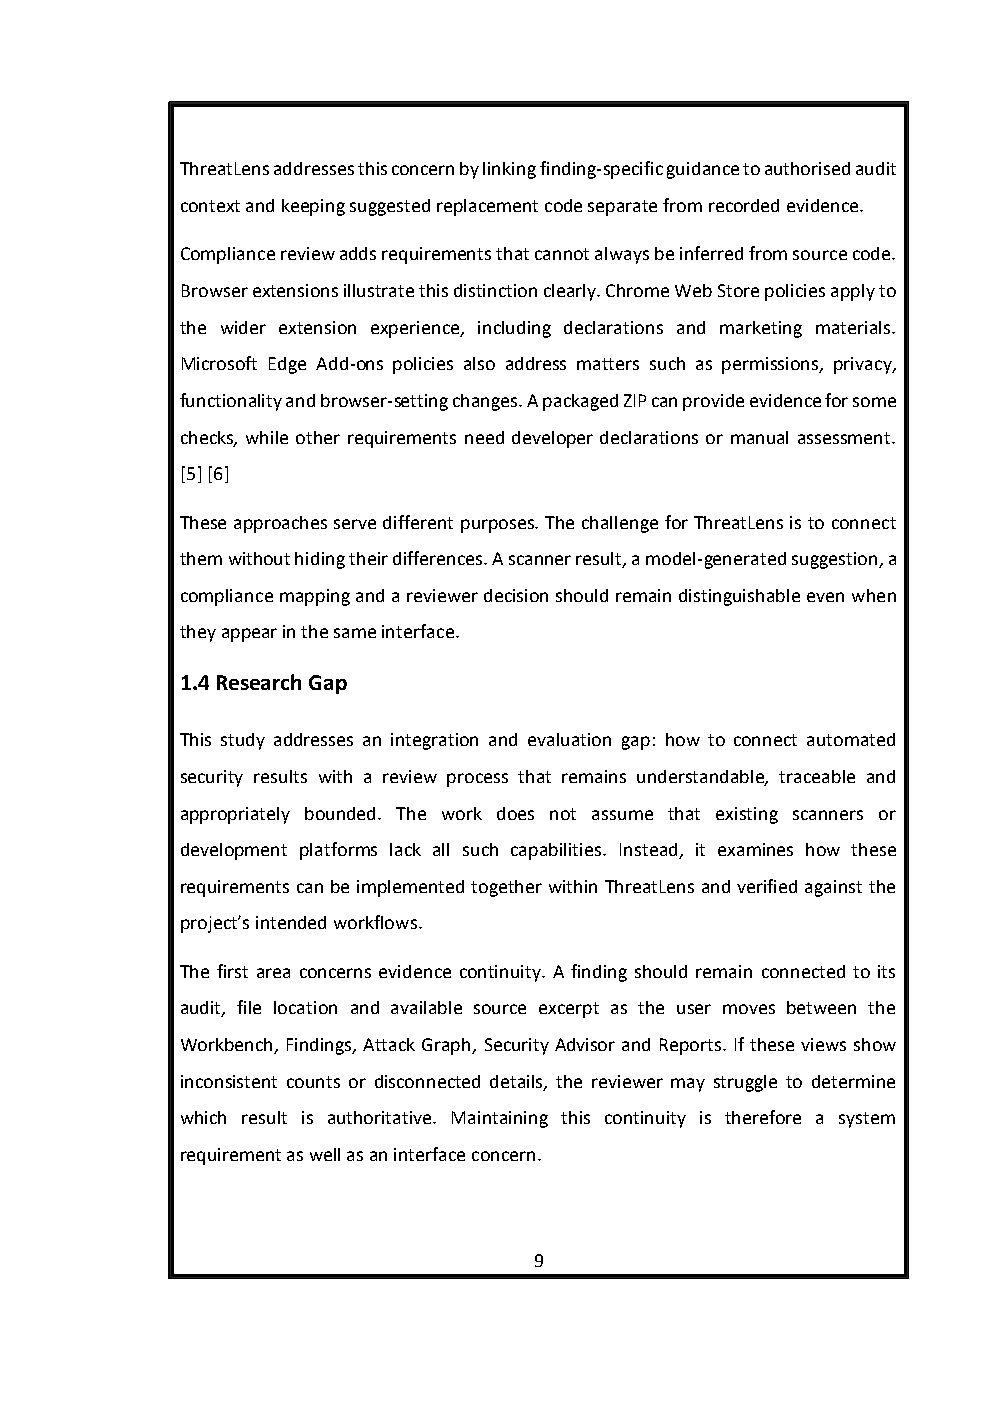 ThreatLens addresses this concern by linking finding-specific guidance to authorised audit
context and keeping suggested replacement code separate from recorded evidence.
Compliance review adds requirements that cannot always be inferred from source code.
Browser extensions illustrate this distinction clearly. Chrome Web Store policies apply to
the wider extension experience, including declarations and marketing materials.
Microsoft Edge Add-ons policies also address matters such as permissions, privacy,
functionality and browser-setting changes. A packaged ZIP can provide evidence for some
checks, while other requirements need developer declarations or manual assessment.
[5] [6]
These approaches serve different purposes. The challenge for ThreatLens is to connect
them without hiding their differences. A scanner result, a model-generated suggestion, a
compliance mapping and a reviewer decision should remain distinguishable even when
they appear in the same interface.
1.4 Research Gap
This study addresses an integration and evaluation gap: how to connect automated
security results with a review process that remains understandable, traceable and
appropriately bounded. The work does not assume that existing scanners or
development platforms lack all such capabilities. Instead, it examines how these
requirements can be implemented together within ThreatLens and verified against the
project’s intended workflows.
The first area concerns evidence continuity. A finding should remain connected to its
audit, file location and available source excerpt as the user moves between the
Workbench, Findings, Attack Graph, Security Advisor and Reports. If these views show
inconsistent counts or disconnected details, the reviewer may struggle to determine
which result is authoritative. Maintaining this continuity is therefore a system
requirement as well as an interface concern.
9